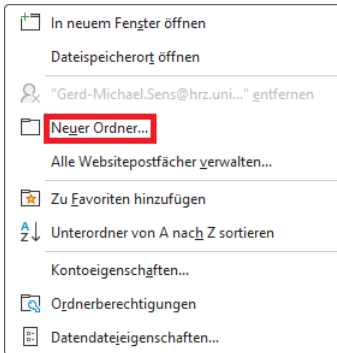 In neuem Fenster öffnen
Dateispeicherort öffnen
"Gerd-Michael.Sens@hrz.uni..." entfernen
Neuer Ordner...
Alle Websitepostfächer verwalten...
Zu Favoriten hinzufügen
Unterordner von A nach Z sortieren
Kontoeigenschaften...
Ordnerberechtigungen
Datendateieigenschaften...